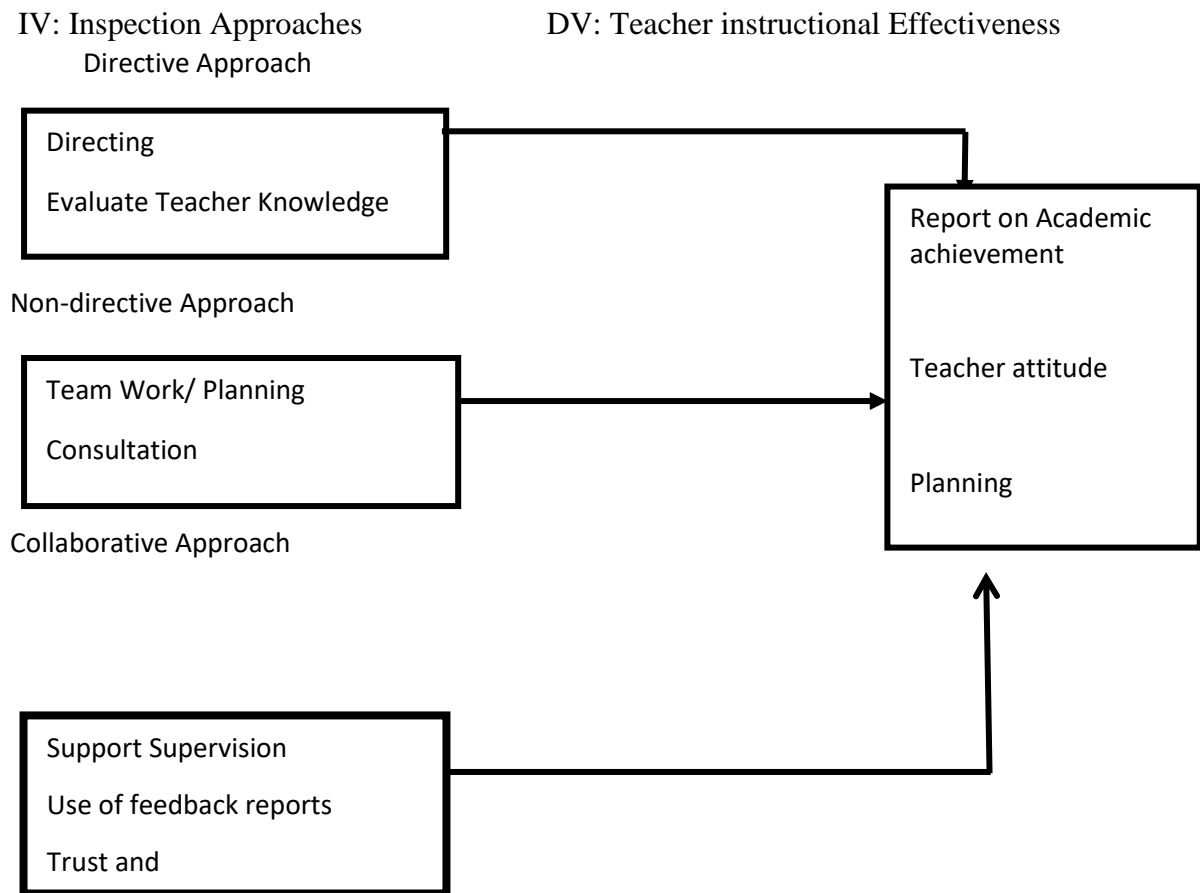 IV: Inspection Approaches DV: Teacher instructional Effectiveness
Directive Approach
Directing
Evaluate Teacher Knowledge
Report on Academic
achievement
Non-directive Approach
Team Work/ Planning
Consultation
Teacher attitude
Planning
Collaborative Approach
Support Supervision
Use of feedback reports
Trust and